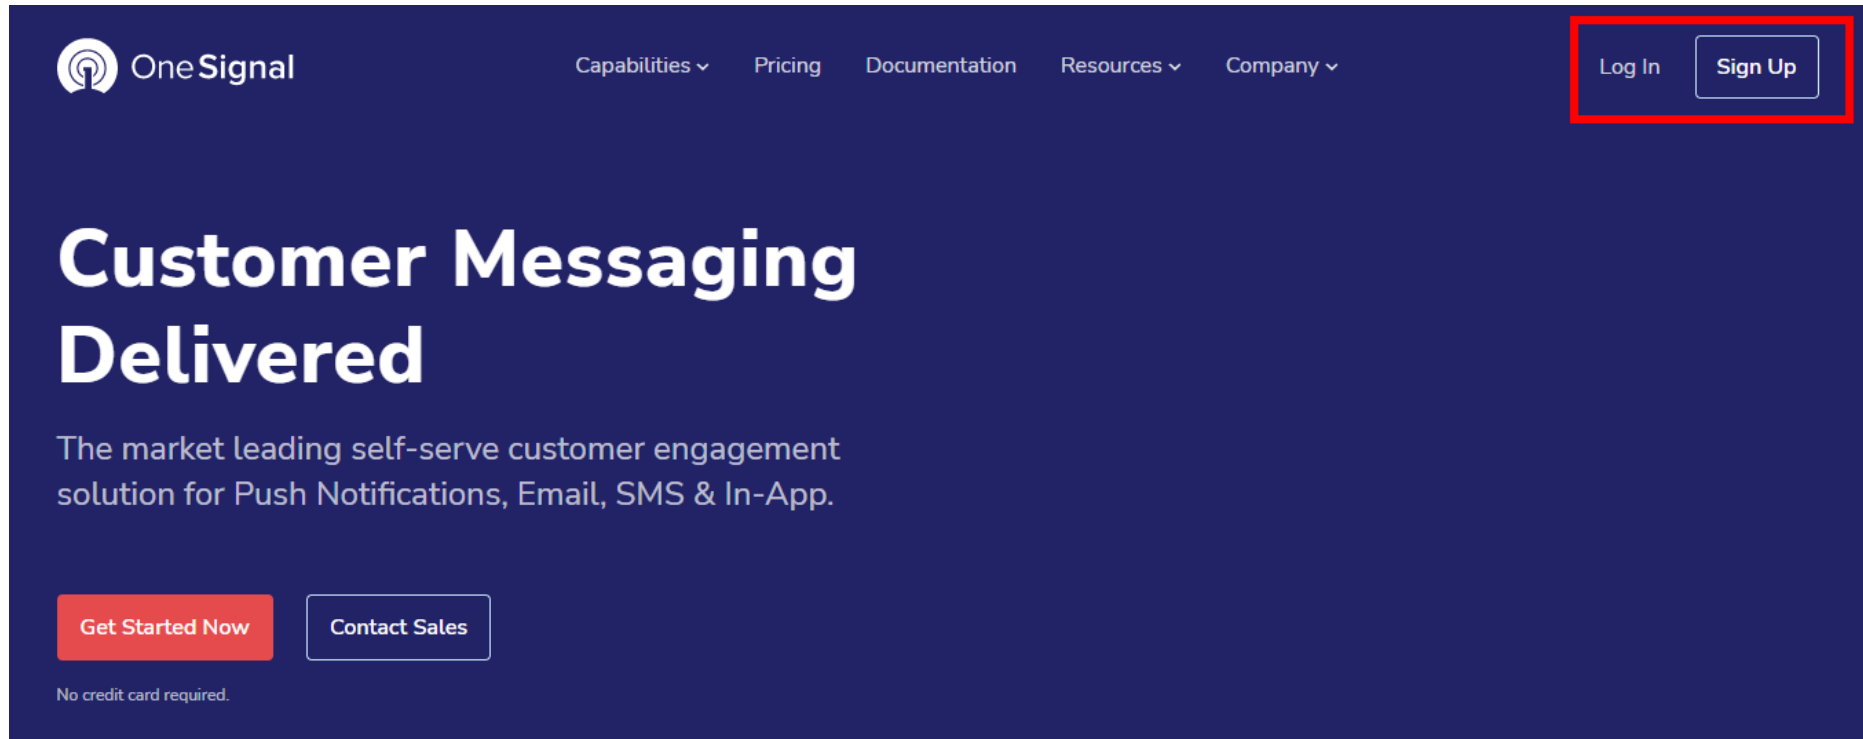 OneSignal
Capabilities Pricing Documentation Resources Company
Log In Sign Up
Customer Messaging
Delivered
The market leading self-serve customer engagement
solution for Push Notifications, Email, SMS & In-App.
Get Started Now Contact Sales
No credit card required.